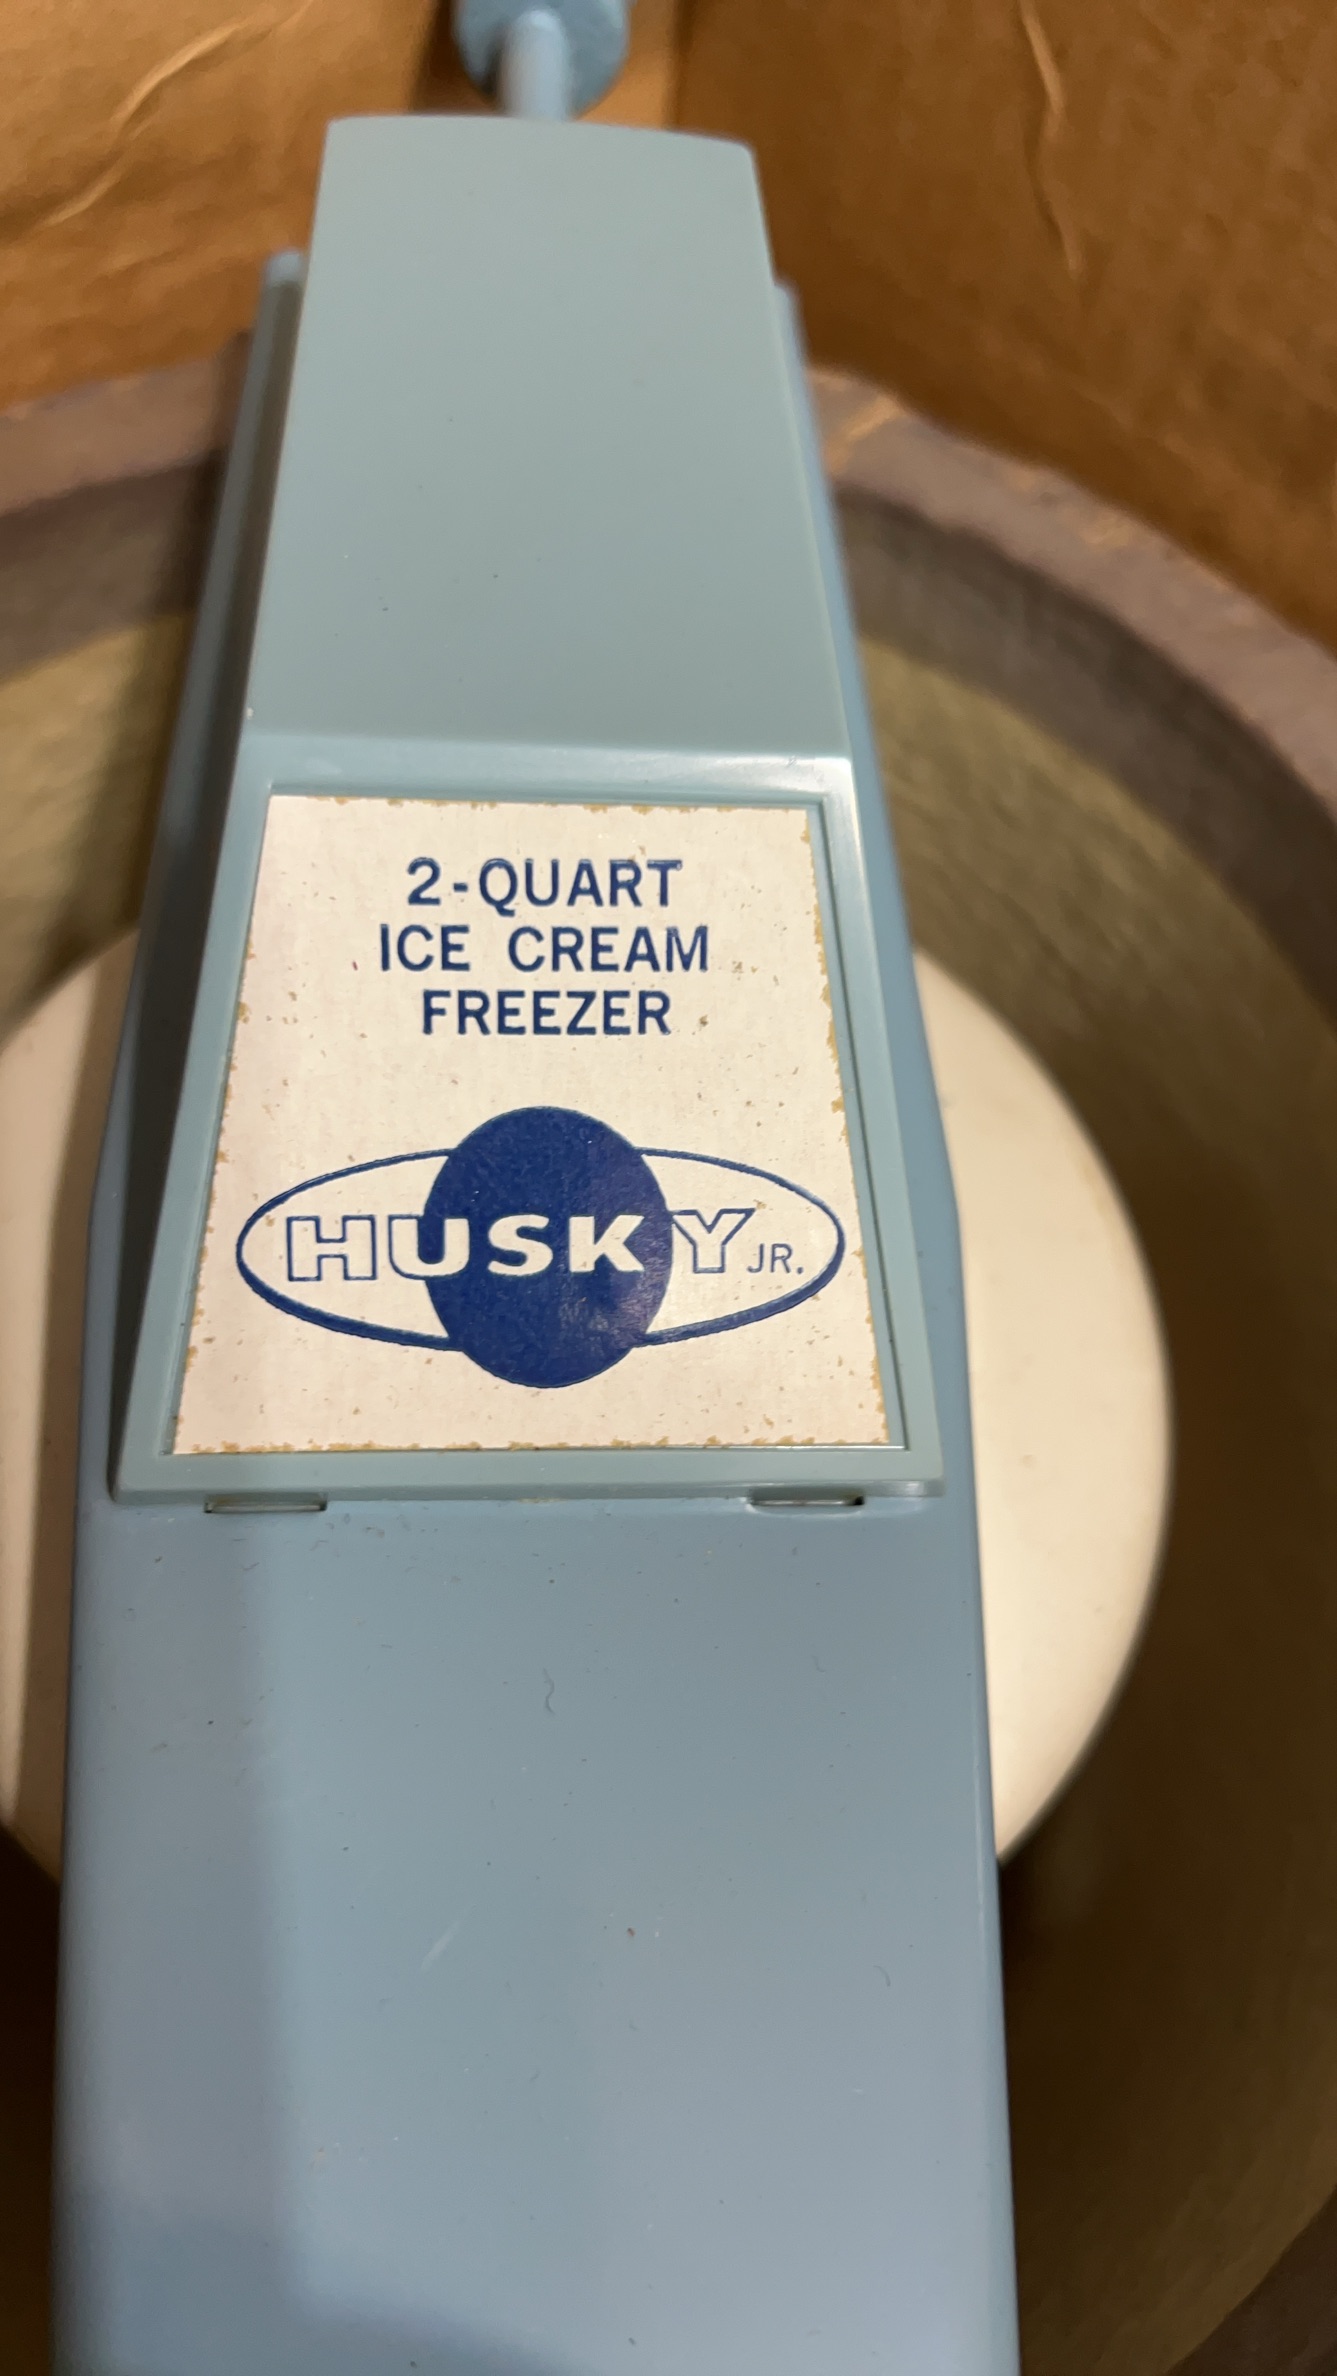 2-QUART
ICE CREAM
FREEZER
HUSKY JR.